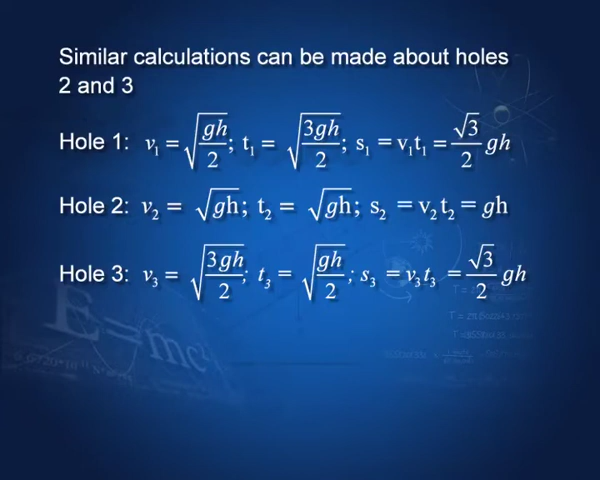 Similar calculations can be made about holes
2 and 3
Hole 1: v₁ = √(gh/2); t₁ = √(3gh/2); s₁ = v₁t₁ = √3/2 gh
Hole 2: v₂ = √gh; t₂ = √gh; s₂ = v₂t₂ = gh
Hole 3: v₃ = √(3gh/2); t₃ = √(gh/2); s₃ = v₃t₃ = √3/2 gh
E=mc²